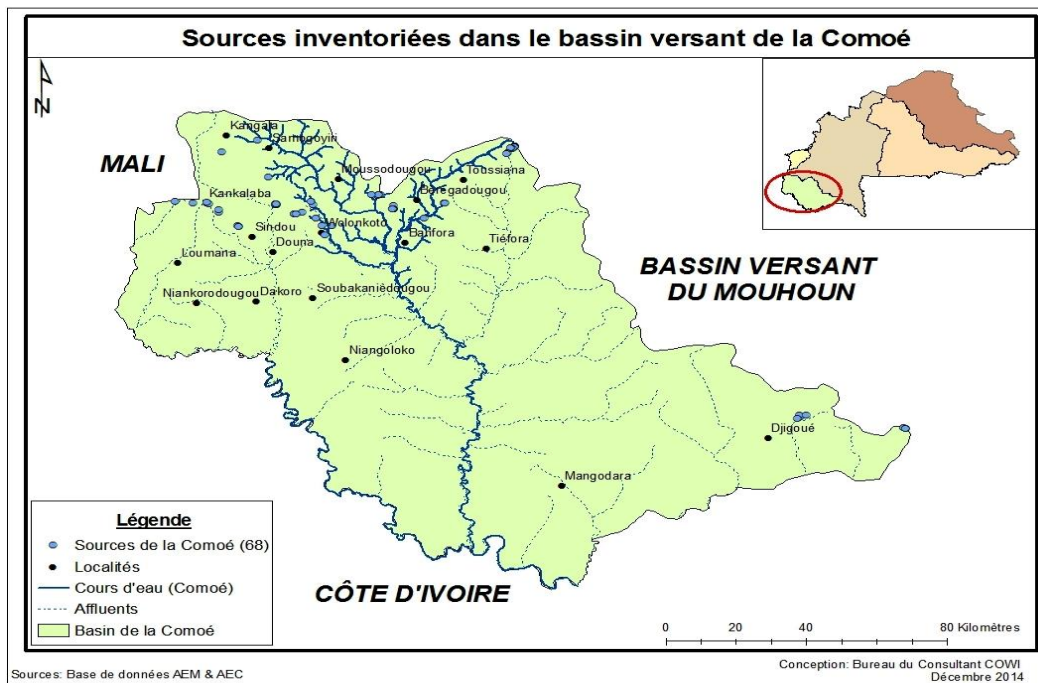 Sources inventoriées dans le bassin versant de la Comoé
N
MALI
Kangala
Samogoyiri
Moussodougou
Toussiana
Bérégadougou
Kankalaba
Wolonkoto
Sindou
Banfora
Douna
Tiéfora
Loumana
Niankorodougou
Dakoro
Soubakaniédougou
BASSIN VERSANT
DU MOUHOUN
Niangoloko
Djigoué
Mangodara
CÔTE D'IVOIRE
Légende
Sources de la Comoé (68)
Localités
Cours d'eau (Comoé)
Affluents
Basin de la Comoé
0 20 40 80 Kilomètres
Sources: Base de données AEM & AEC
Conception: Bureau du Consultant COWI
Décembre 2014